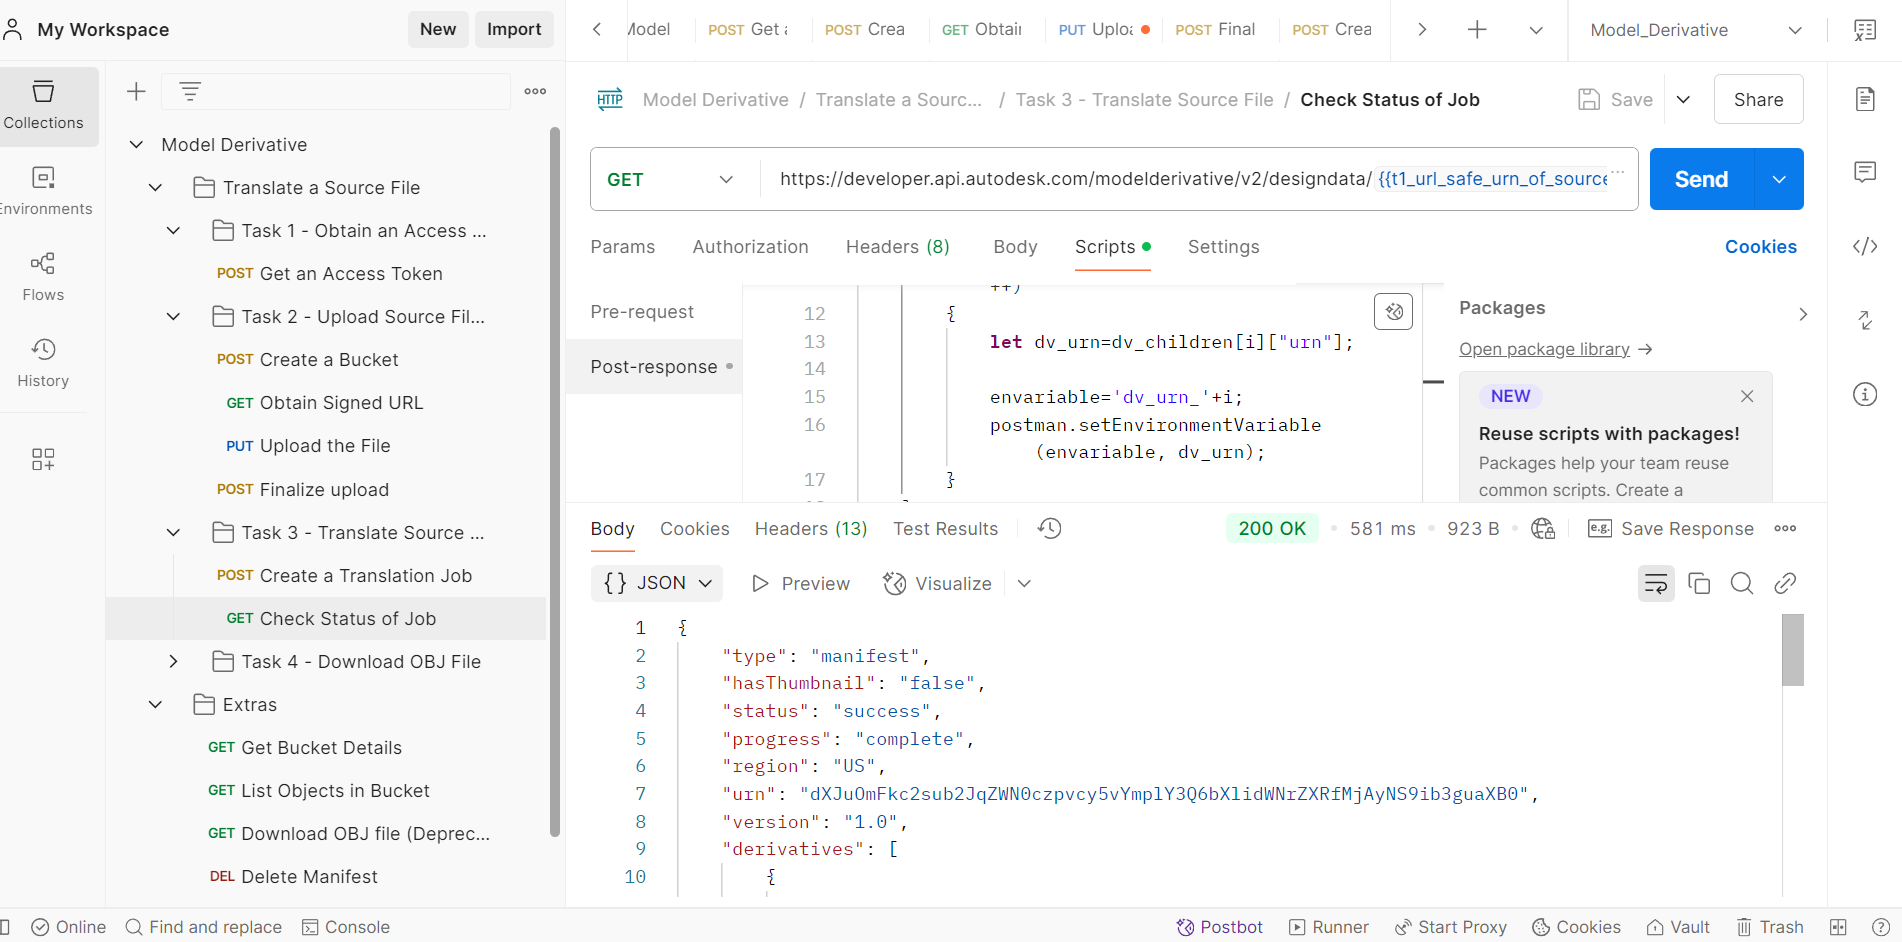 My Workspace
New
Import
Model
POST Get a
POST Crea
GET Obtain
PUT Uploa
POST Final
POST Crea
Model_Derivative
Collections
Environments
Flows
History
Model Derivative
Translate a Source File
Task 1 - Obtain an Access ...
POST Get an Access Token
Task 2 - Upload Source Fil...
POST Create a Bucket
GET Obtain Signed URL
PUT Upload the File
POST Finalize upload
Task 3 - Translate Source ...
POST Create a Translation Job
GET Check Status of Job
Task 4 - Download OBJ File
Extras
GET Get Bucket Details
GET List Objects in Bucket
GET Download OBJ file (Deprec...
DEL Delete Manifest
HTTP Model Derivative / Translate a Sourc... / Task 3 - Translate Source File / Check Status of Job
Save
Share
GET
https://developer.api.autodesk.com/modelderivative/v2/designdata/{{t1_url_safe_urn_of_source ...
Send
Params Authorization Headers (8) Body Scripts Settings
Cookies
Pre-request
Post-response
++)
12 {
13 let dv_urn=dv_children[i]["urn"];
14
15 envariable='dv_urn_'+i;
16 postman.setEnvironmentVariable
(envariable, dv_urn);
17 }
Packages
Open package library →
NEW
Reuse scripts with packages!
Packages help your team reuse
common scripts. Create a
Body Cookies Headers (13) Test Results
200 OK • 581 ms • 923 B •
e.g. Save Response
{} JSON
Preview
Visualize
1 {
2 "type": "manifest",
3 "hasThumbnail": "false",
4 "status": "success",
5 "progress": "complete",
6 "region": "US",
7 "urn": "dXJuOmFkc2sub2JqZWN0czpvcy5vYmplY3Q6bXlidWNrZXRfMjAyNS9ib3guaXB0",
8 "version": "1.0",
9 "derivatives": [
10 {
Online
Find and replace
Console
Postbot
Runner
Start Proxy
Cookies
Vault
Trash